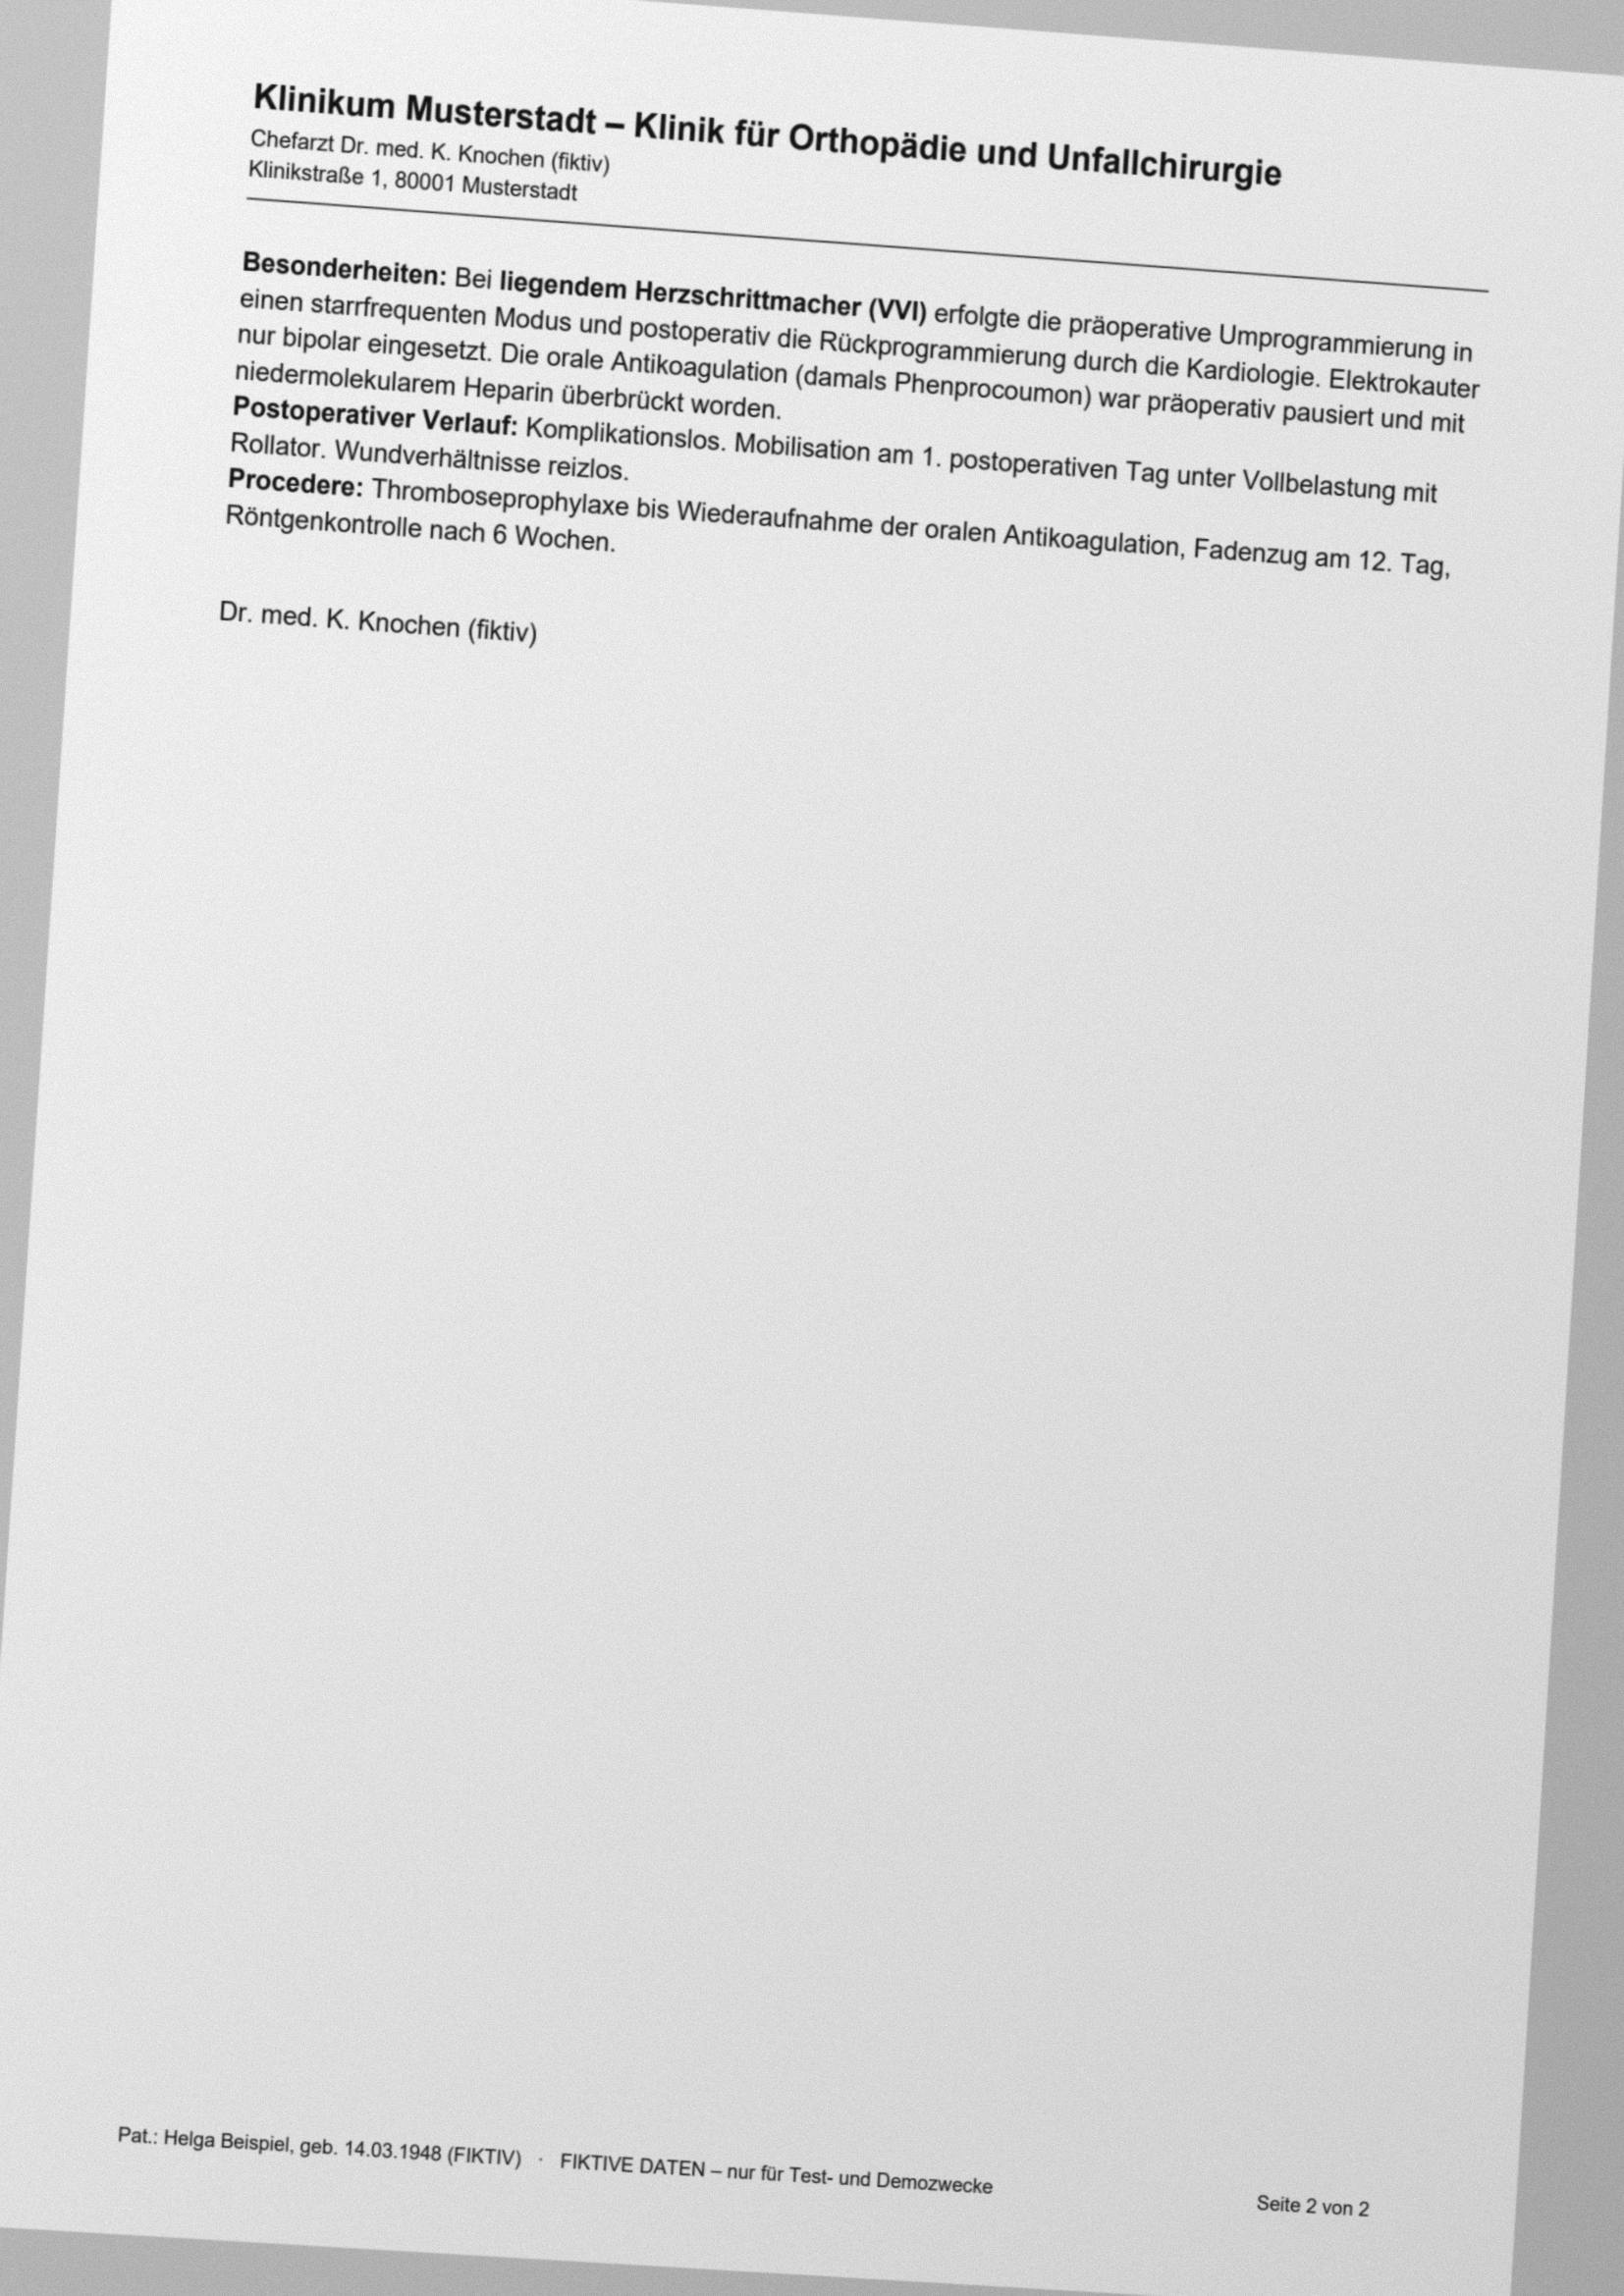 Klinikum Musterstadt – Klinik für Orthopädie und Unfallchirurgie
Chefarzt Dr. med. K. Knochen (fiktiv)
Klinikstraße 1, 80001 Musterstadt
Besonderheiten: Bei liegendem Herzschrittmacher (VVI) erfolgte die präoperative Umprogrammierung in
einen starrfrequenten Modus und postoperativ die Rückprogrammierung durch die Kardiologie. Elektrokauter
nur bipolar eingesetzt. Die orale Antikoagulation (damals Phenprocoumon) war präoperativ pausiert und mit
niedermolekularem Heparin überbrückt worden.
Postoperativer Verlauf: Komplikationslos. Mobilisation am 1. postoperativen Tag unter Vollbelastung mit
Rollator. Wundverhältnisse reizlos.
Procedere: Thromboseprophylaxe bis Wiederaufnahme der oralen Antikoagulation, Fadenzug am 12. Tag,
Röntgenkontrolle nach 6 Wochen.
Dr. med. K. Knochen (fiktiv)
Pat.: Helga Beispiel, geb. 14.03.1948 (FIKTIV) · FIKTIVE DATEN – nur für Test- und Demozwecke
Seite 2 von 2